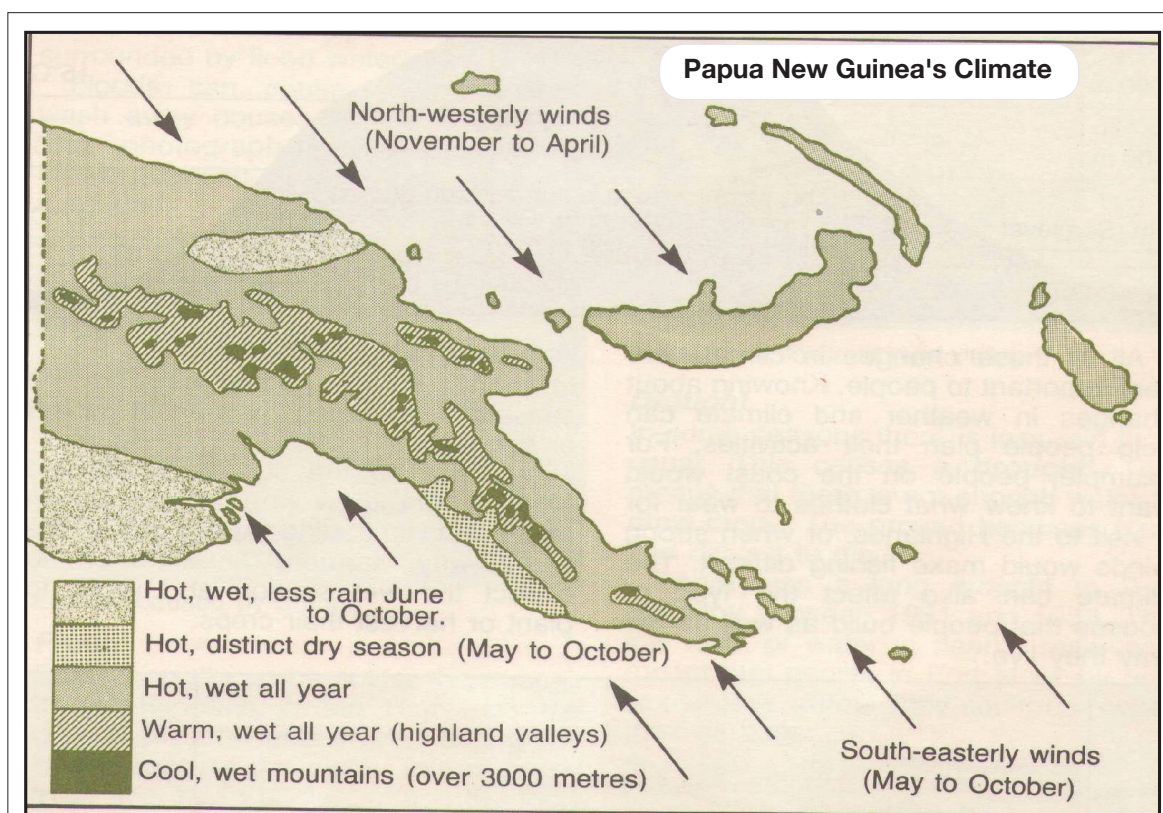 Papua New Guinea's Climate
North-westerly winds
(November to April)
Hot, wet, less rain June
to October.
Hot, distinct dry season (May to October)
Hot, wet all year
Warm, wet all year (highland valleys)
Cool, wet mountains (over 3000 metres)
South-easterly winds
(May to October)